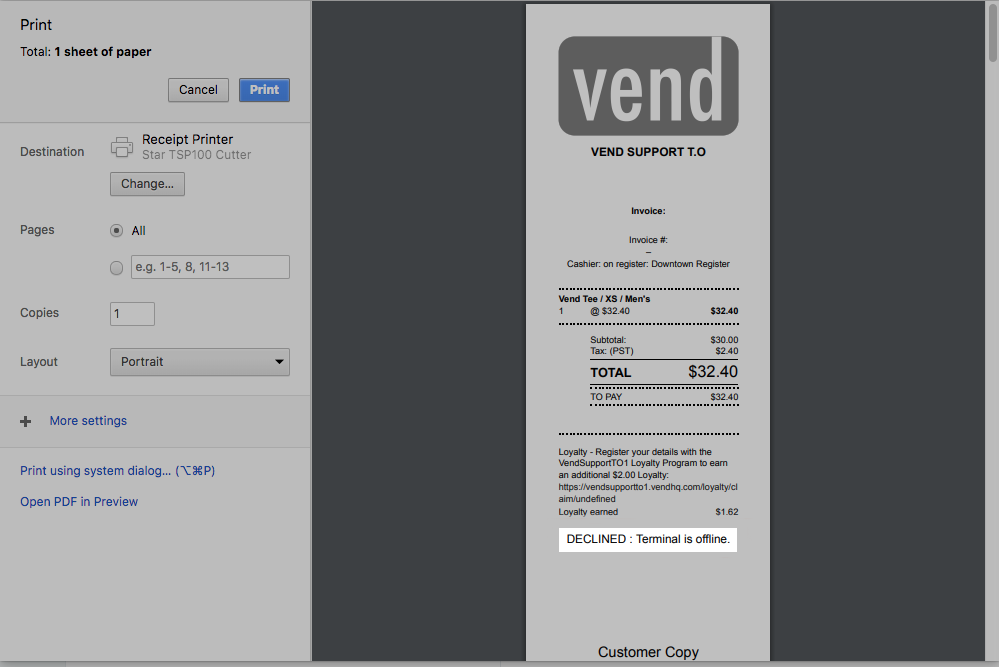 Print
Total: 1 sheet of paper
Cancel
Print
Destination
Receipt Printer
Star TSP100 Cutter
Change...
Pages
All
e.g. 1-5, 8, 11-13
Copies
1
Layout
Portrait
More settings
Print using system dialog... (⌥⌘P)
Open PDF in Preview
vend
VEND SUPPORT T.O
Invoice:
Invoice #:
–
Cashier: on register: Downtown Register
Vend Tee / XS / Men's
1 @ $32.40 $32.40
Subtotal: $30.00
Tax: (PST) $2.40
TOTAL $32.40
TO PAY $32.40
Loyalty - Register your details with the
VendSupportTO1 Loyalty Program to earn
an additional $2.00 Loyalty:
https://vendsupportto1.vendhq.com/loyalty/cl
aim/undefined
Loyalty earned $1.62
DECLINED : Terminal is offline.
Customer Copy